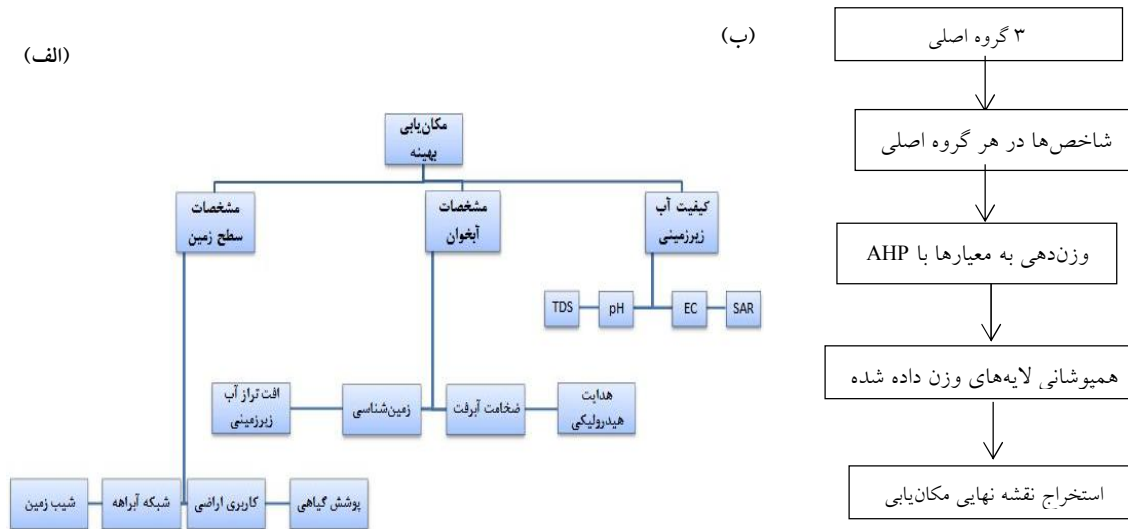 (الف)
مکان‌یابی
بهینه
مشخصات
سطح زمین
مشخصات
آبخوان
کیفیت آب
زیرزمینی
TDS
pH
EC
SAR
افت تراز آب
زیرزمینی
زمین‌شناسی
ضخامت آبرفت
هدایت
هیدرولیکی
شیب زمین
شبکه آبراهه
کاربری اراضی
پوشش گیاهی
(ب)
۳ گروه اصلی
شاخص‌ها در هر گروه اصلی
وزن‌دهی به معیارها با AHP
همپوشانی لایه‌های وزن داده شده
استخراج نقشه نهایی مکان‌یابی